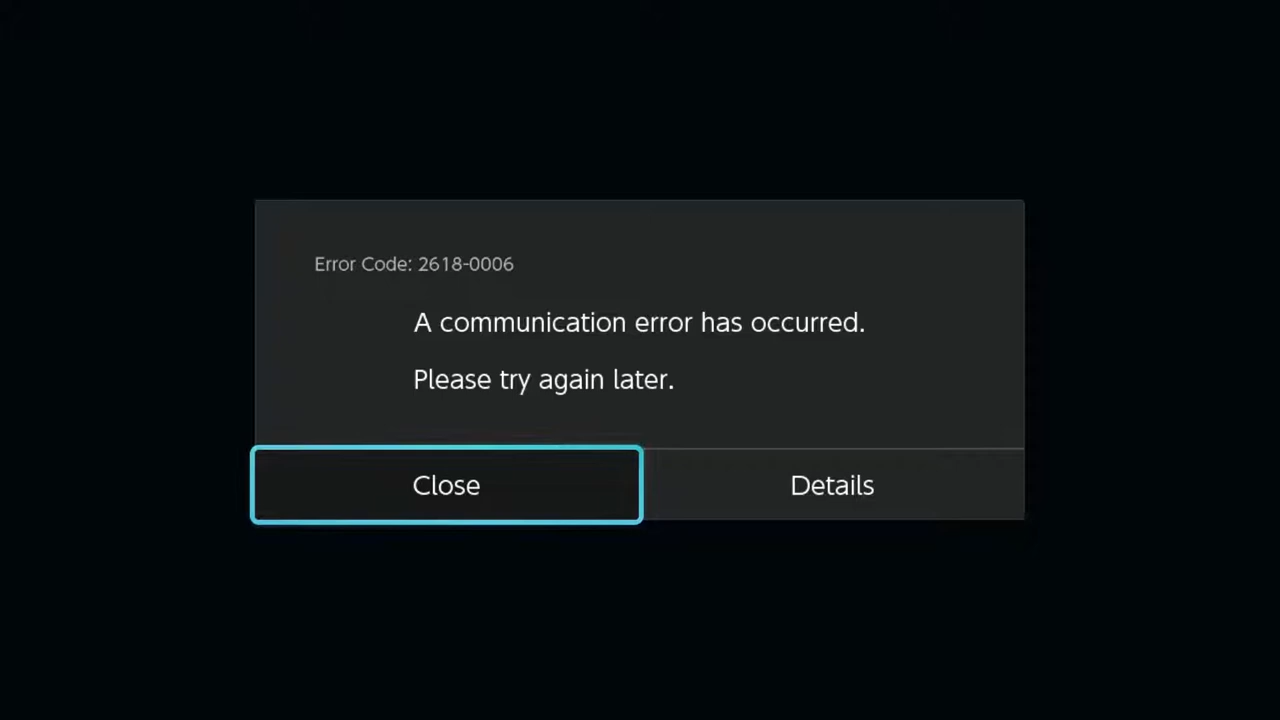 Error Code: 2618-0006
A communication error has occurred.
Please try again later.
Close
Details